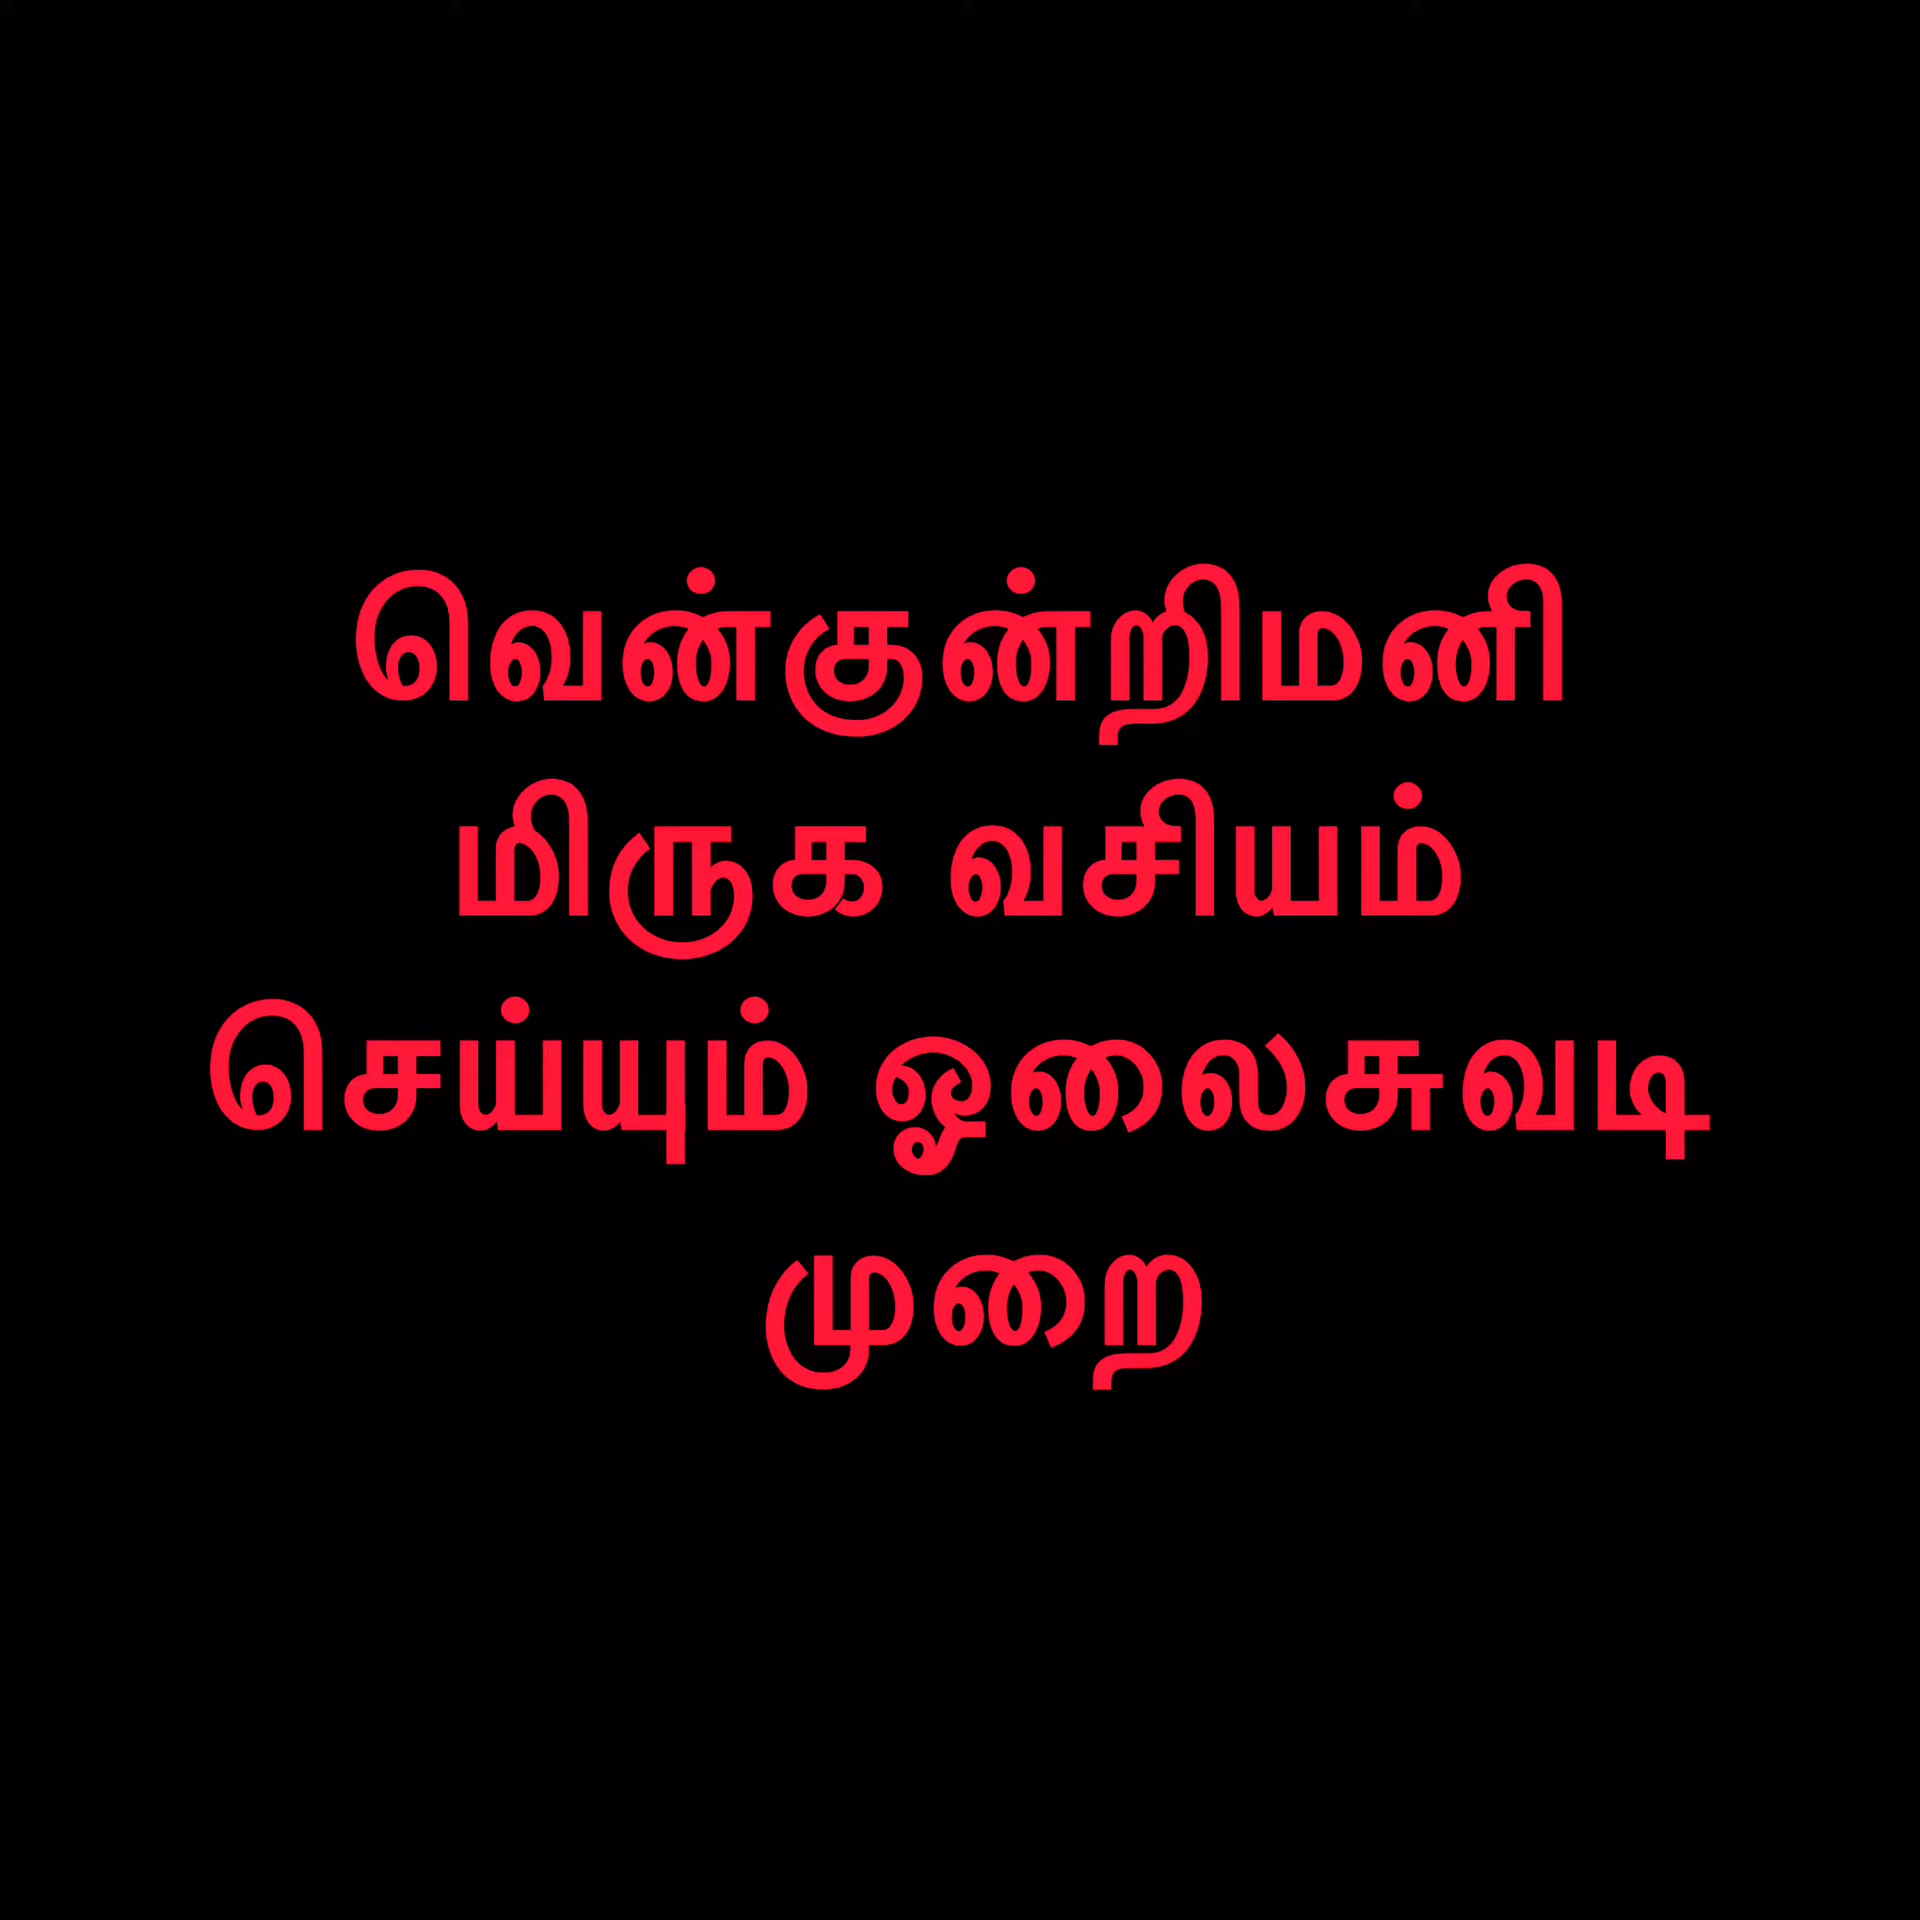 வென்குன்றிமனி
மிருக வசியம்
செய்யும் ஓலைசுவடி
முறை